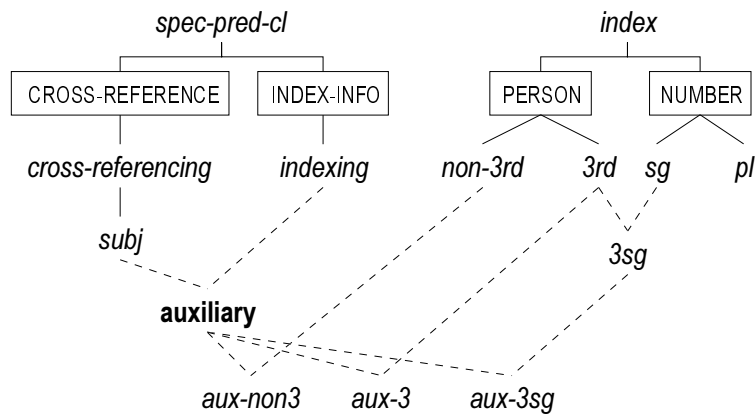 spec-pred-cl index
CROSS-REFERENCE INDEX-INFO PERSON NUMBER
cross-referencing indexing non-3rd 3rd sg pl
subj 3sg
auxiliary
aux-non3 aux-3 aux-3sg